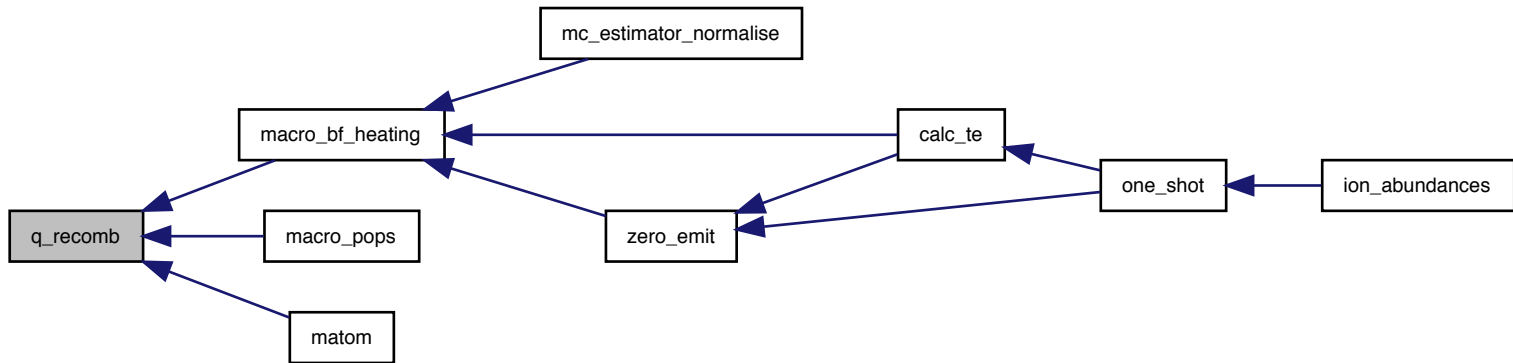 mc_estimator_normalise
macro_bf_heating
calc_te
one_shot
ion_abundances
q_recomb
macro_pops
zero_emit
matom